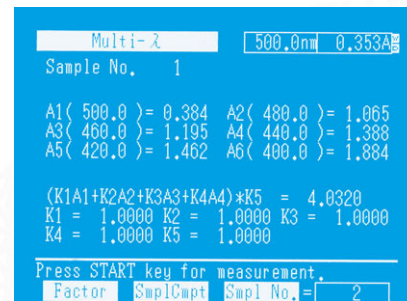 Multi-λ 500.0nm 0.353A
Sample No. 1
A1( 500.0 )= 0.384 A2( 480.0 )= 1.065
A3( 460.0 )= 1.195 A4( 440.0 )= 1.388
A5( 420.0 )= 1.462 A6( 400.0 )= 1.884
(K1A1+K2A2+K3A3+K4A4)*K5 = 4.0320
K1 = 1.0000 K2 = 1.0000 K3 = 1.0000
K4 = 1.0000 K5 = 1.0000
Press START key for measurement.
Factor SmplCmpt Smpl No.= 2